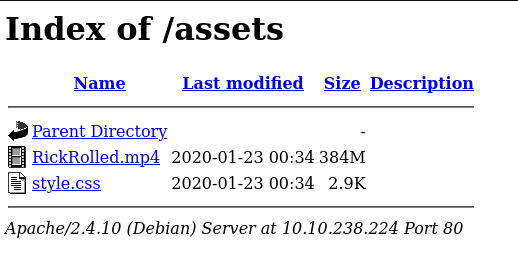 Index of /assets
Name Last modified Size Description
Parent Directory -
RickRolled.mp4 2020-01-23 00:34 384M
style.css 2020-01-23 00:34 2.9K
Apache/2.4.10 (Debian) Server at 10.10.238.224 Port 80